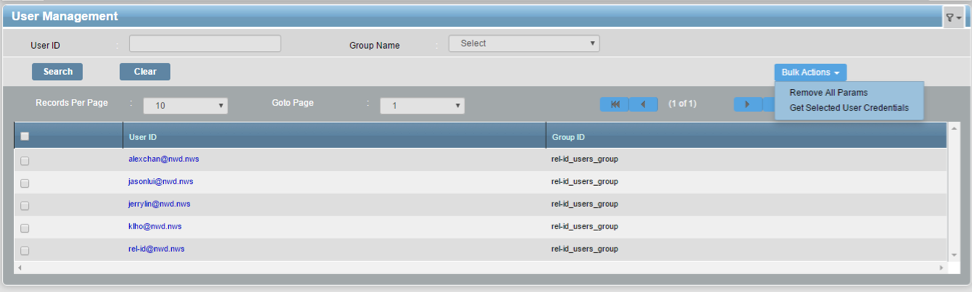 User Management
User ID : Group Name : Select
Search Clear Bulk Actions
Remove All Params
Get Selected User Credentials
Records Per Page : 10 Goto Page : 1 (1 of 1)
User ID Group ID
alexchan@nwd.nws rel-id_users_group
jasonlui@nwd.nws rel-id_users_group
jerrylin@nwd.nws rel-id_users_group
kltho@nwd.nws rel-id_users_group
rel-id@nwd.nws rel-id_users_group